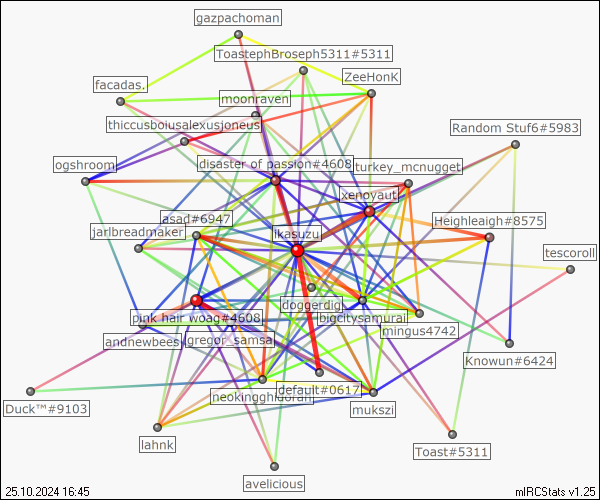 gazpachoman
ToastephBroseph5311#5311
ZeeHonK
facadas.
moonraven
thiccusboiusalexusjoneus
Random Stuf6#5983
ogshroom
disaster of passion#4608
turkey_mcnugget
xenoyaut
asad#6947
Heighleaigh#8575
jarlbreadmaker
ikasuzu
tescoroll
doggerdig
pink hair woag#4608
bigcitysamurai
mingus4742
andnewbees
gregor_samsa
Knowun#6424
default#0617
neokingghidorah
mukszi
Duck™#9103
lahnk
Toast#5311
avelicious
25.10.2024 16:45
mIRCStats v1.25